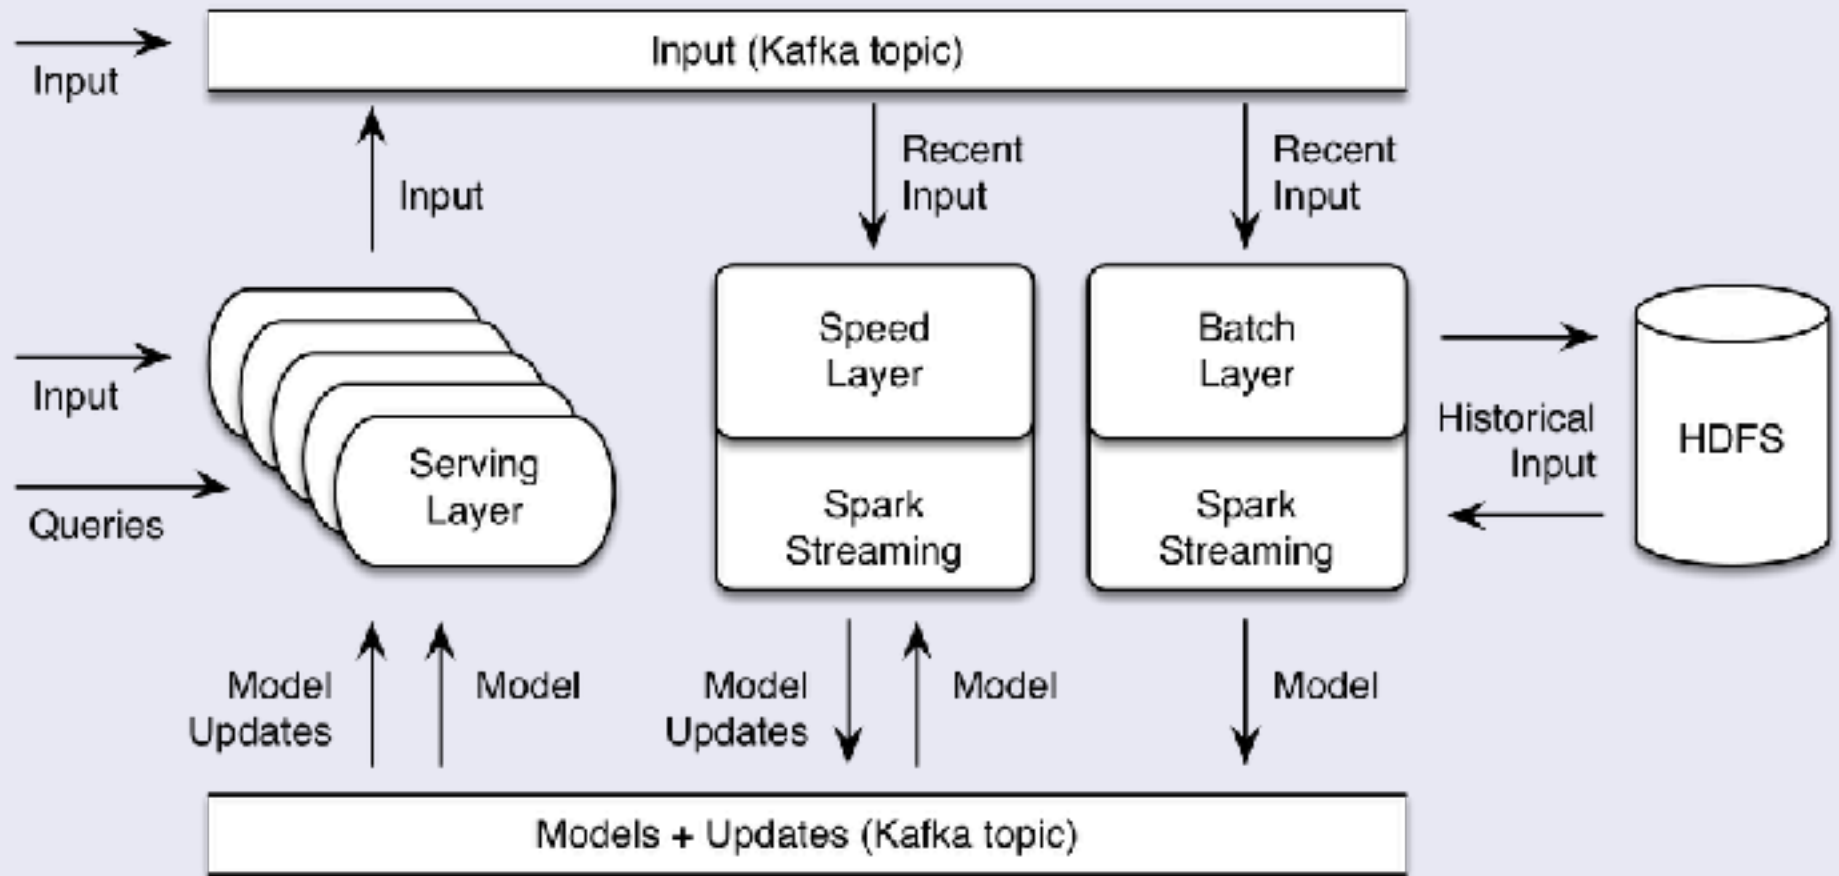 Input (Kafka topic)
Input
Input
Recent
Input
Recent
Input
Input
Queries
Serving
Layer
Speed
Layer
Spark
Streaming
Batch
Layer
Spark
Streaming
Historical
Input
HDFS
Model
Updates
Model
Model
Updates
Model
Model
Models + Updates (Kafka topic)